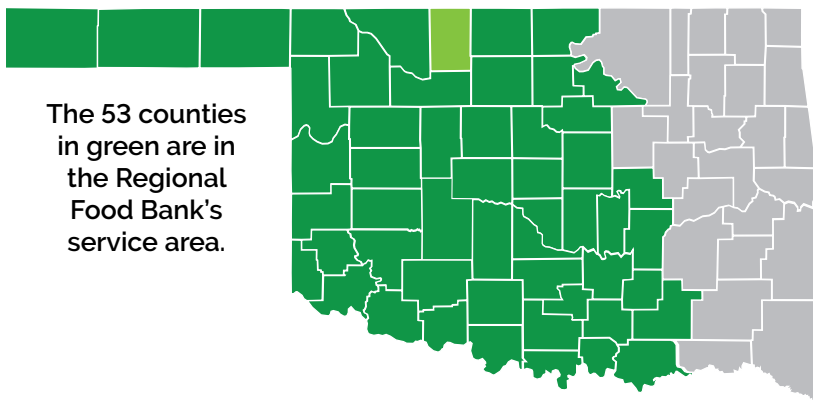 The 53 counties
in green are in
the Regional
Food Bank's
service area.